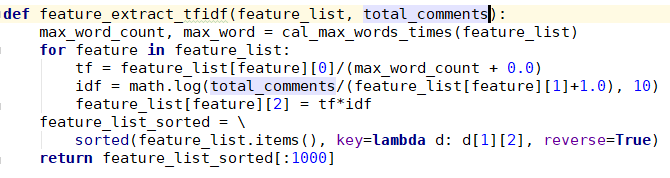 def feature_extract_tfidf(feature_list, total_comments):
    max_word_count, max_word = cal_max_words_times(feature_list)
    for feature in feature_list:
        tf = feature_list[feature][0]/(max_word_count + 0.0)
        idf = math.log(total_comments/(feature_list[feature][1]+1.0), 10)
        feature_list[feature][2] = tf*idf
    feature_list_sorted = \
        sorted(feature_list.items(), key=lambda d: d[1][2], reverse=True)
    return feature_list_sorted[:1000]